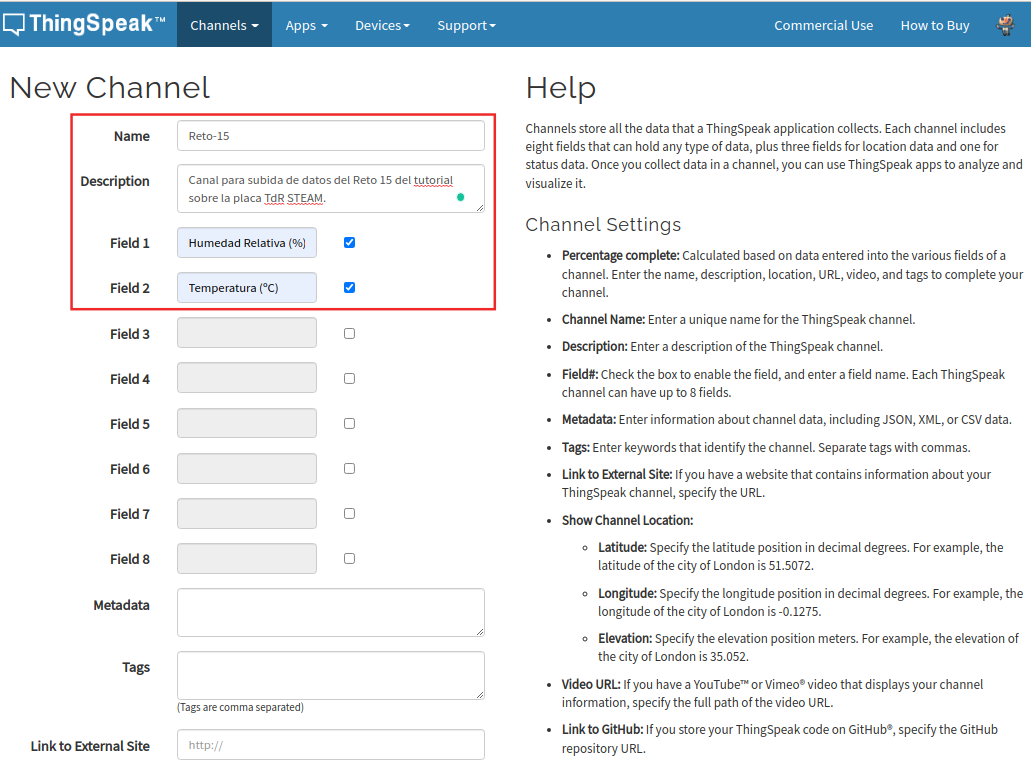 ThingSpeak™ Channels Apps Devices Support Commercial Use How to Buy
New Channel
Name Reto-15
Description Canal para subida de datos del Reto 15 del tutorial
sobre la placa TdR STEAM.
Field 1 Humedad Relativa (%)
Field 2 Temperatura (ºC)
Field 3
Field 4
Field 5
Field 6
Field 7
Field 8
Metadata
Tags
(Tags are comma separated)
Link to External Site http://
Help
Channels store all the data that a ThingSpeak application collects. Each channel includes
eight fields that can hold any type of data, plus three fields for location data and one for
status data. Once you collect data in a channel, you can use ThingSpeak apps to analyze and
visualize it.
Channel Settings
• Percentage complete: Calculated based on data entered into the various fields of a
channel. Enter the name, description, location, URL, video, and tags to complete your
channel.
• Channel Name: Enter a unique name for the ThingSpeak channel.
• Description: Enter a description of the ThingSpeak channel.
• Field#: Check the box to enable the field, and enter a field name. Each ThingSpeak
channel can have up to 8 fields.
• Metadata: Enter information about channel data, including JSON, XML, or CSV data.
• Tags: Enter keywords that identify the channel. Separate tags with commas.
• Link to External Site: If you have a website that contains information about your
ThingSpeak channel, specify the URL.
• Show Channel Location:
◦ Latitude: Specify the latitude position in decimal degrees. For example, the
latitude of the city of London is 51.5072.
◦ Longitude: Specify the longitude position in decimal degrees. For example, the
longitude of the city of London is -0.1275.
◦ Elevation: Specify the elevation position meters. For example, the elevation of
the city of London is 35.052.
• Video URL: If you have a YouTube™ or Vimeo® video that displays your channel
information, specify the full path of the video URL.
• Link to GitHub: If you store your ThingSpeak code on GitHub®, specify the GitHub
repository URL.